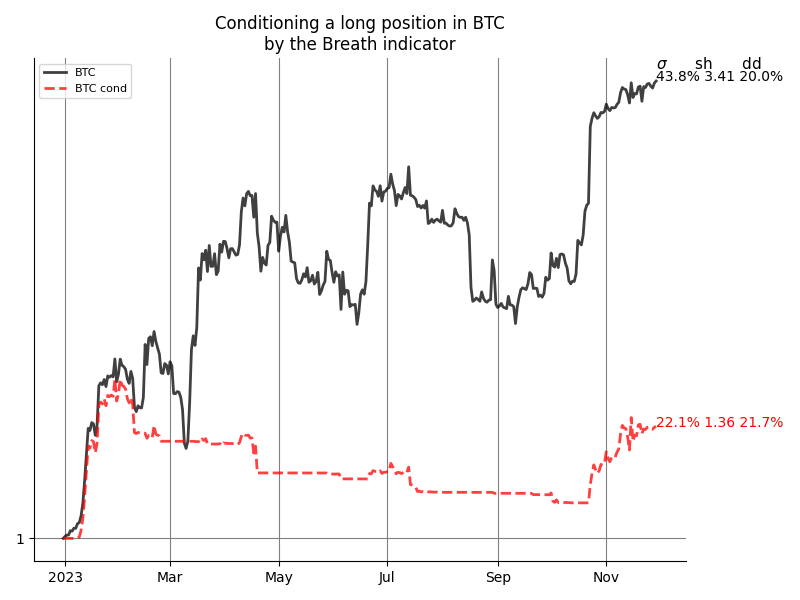 Conditioning a long position in BTC
by the Breath indicator
BTC
BTC cond
σ sh dd
43.8% 3.41 20.0%
22.1% 1.36 21.7%
1
2023 Mar May Jul Sep Nov